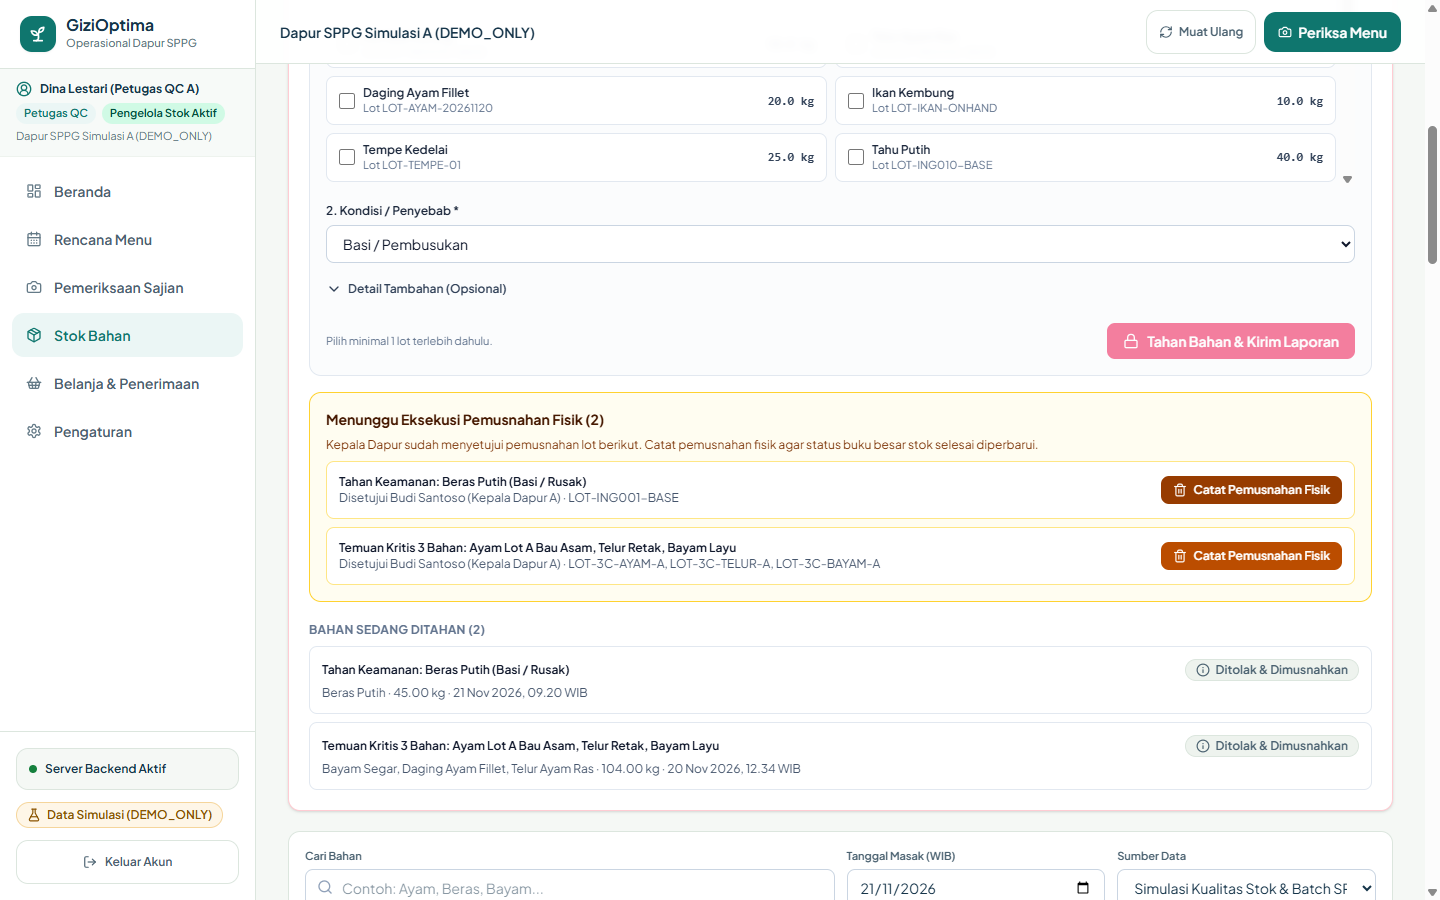 GiziOptima
Operasional Dapur SPPG
Dina Lestari (Petugas QC A)
Petugas QC
Pengelola Stok Aktif
Dapur SPPG Simulasi A (DEMO_ONLY)
Beranda
Rencana Menu
Pemeriksaan Sajian
Stok Bahan
Belanja & Penerimaan
Pengaturan
Server Backend Aktif
Data Simulasi (DEMO_ONLY)
Keluar Akun
Dapur SPPG Simulasi A (DEMO_ONLY)
Muat Ulang
Periksa Menu
Daging Ayam Fillet
Lot LOT-AYAM-20261120
20.0 kg
Ikan Kembung
Lot LOT-IKAN-ONHAND
10.0 kg
Tempe Kedelai
Lot LOT-TEMPE-01
25.0 kg
Tahu Putih
Lot LOT-ING010-BASE
40.0 kg
2. Kondisi / Penyebab *
Basi / Pembusukan
Detail Tambahan (Opsional)
Pilih minimal 1 lot terlebih dahulu.
Tahan Bahan & Kirim Laporan
Menunggu Eksekusi Pemusnahan Fisik (2)
Kepala Dapur sudah menyetujui pemusnahan lot berikut. Catat pemusnahan fisik agar status buku besar stok selesai diperbarui.
Tahan Keamanan: Beras Putih (Basi / Rusak)
Disetujui Budi Santoso (Kepala Dapur A) · LOT-ING001-BASE
Catat Pemusnahan Fisik
Temuan Kritis 3 Bahan: Ayam Lot A Bau Asam, Telur Retak, Bayam Layu
Disetujui Budi Santoso (Kepala Dapur A) · LOT-3C-AYAM-A, LOT-3C-TELUR-A, LOT-3C-BAYAM-A
Catat Pemusnahan Fisik
BAHAN SEDANG DITAHAN (2)
Tahan Keamanan: Beras Putih (Basi / Rusak)
Ditolak & Dimusnahkan
Beras Putih · 45.00 kg · 21 Nov 2026, 09.20 WIB
Temuan Kritis 3 Bahan: Ayam Lot A Bau Asam, Telur Retak, Bayam Layu
Ditolak & Dimusnahkan
Bayam Segar, Daging Ayam Fillet, Telur Ayam Ras · 104.00 kg · 20 Nov 2026, 12.34 WIB
Cari Bahan
Contoh: Ayam, Beras, Bayam...
Tanggal Masak (WIB)
21/11/2026
Sumber Data
Simulasi Kualitas Stok & Batch SF